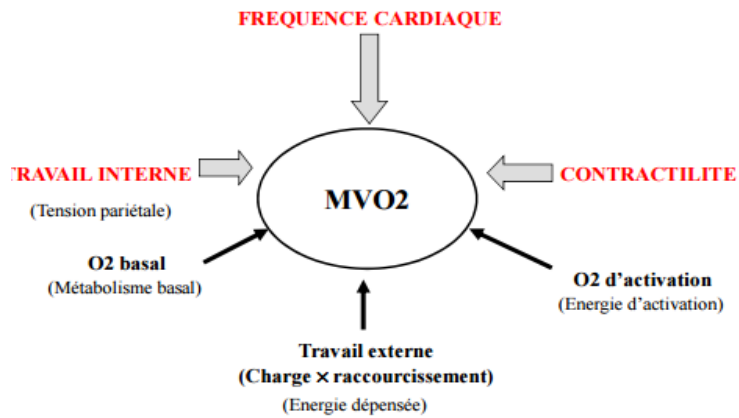 FREQUENCE CARDIAQUE
TRAVAIL INTERNE
(Tension pariétale)
MVO2
CONTRACTILITE
O2 basal
(Métabolisme basal)
O2 d’activation
(Energie d’activation)
Travail externe
(Charge × raccourcissement)
(Energie dépensée)